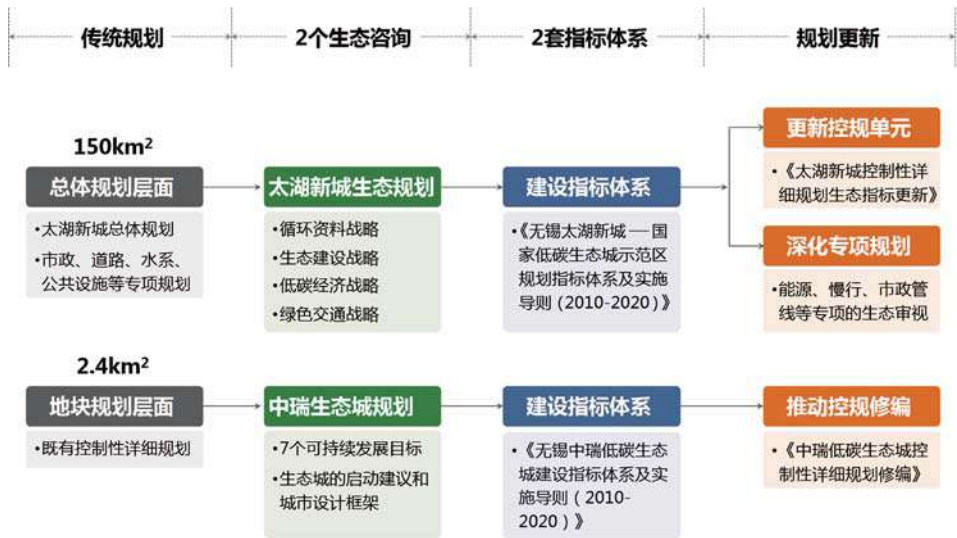 传统规划
2个生态咨询
2套指标体系
规划更新
150km²
总体规划层面
•太湖新城总体规划
•市政、道路、水系、
公共设施等专项规划
太湖新城生态规划
•循环资料战略
•生态建设战略
•低碳经济战略
•绿色交通战略
建设指标体系
•《无锡太湖新城—国
家低碳生态城示范区
规划指标体系及实施
导则(2010-2020)》
更新控规单元
•《太湖新城控制性详
细规划生态指标更新》
深化专项规划
•能源、慢行、市政管
线等专项的生态审视
2.4km²
地块规划层面
•既有控制性详细规划
中瑞生态城规划
•7个可持续发展目标
•生态城的启动建议和
城市设计框架
建设指标体系
•《无锡中瑞低碳生态
城建设指标体系及实
施导则(2010-
2020)》
推动控规修编
•《中瑞低碳生态城控
制性详细规划修编》